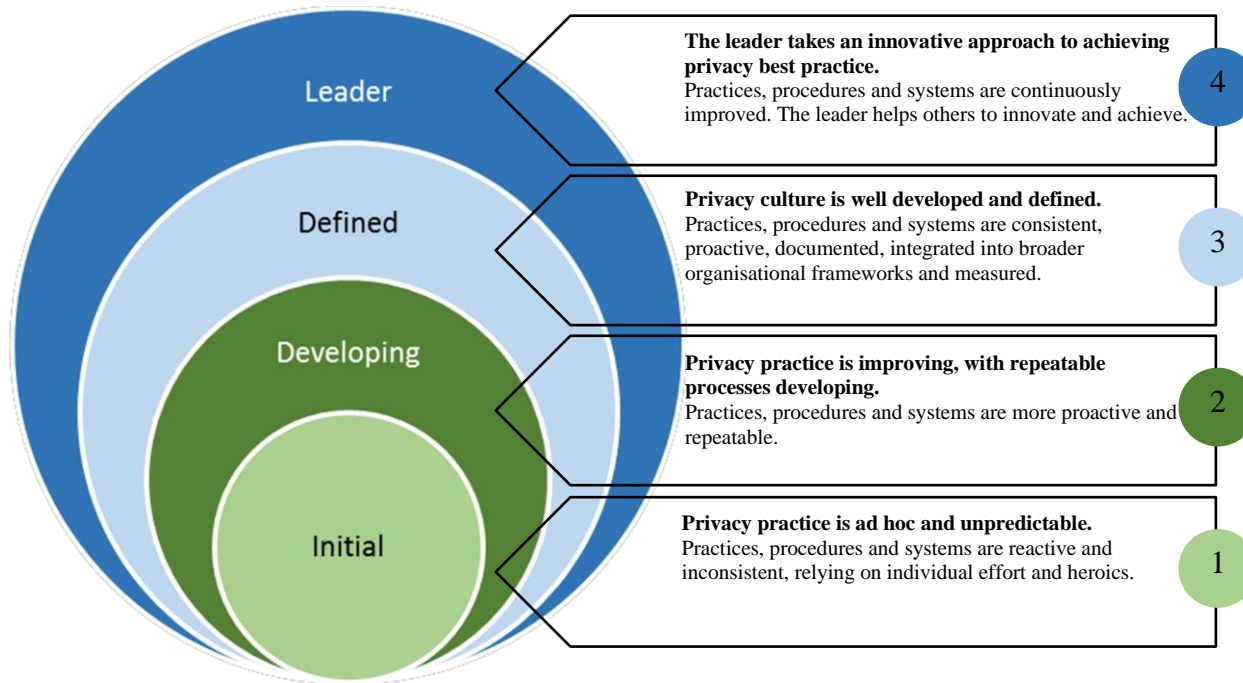 Leader
The leader takes an innovative approach to achieving
privacy best practice.
Practices, procedures and systems are continuously
improved. The leader helps others to innovate and achieve.
4
Defined
Privacy culture is well developed and defined.
Practices, procedures and systems are consistent,
proactive, documented, integrated into broader
organisational frameworks and measured.
3
Developing
Privacy practice is improving, with repeatable
processes developing.
Practices, procedures and systems are more proactive and
repeatable.
2
Initial
Privacy practice is ad hoc and unpredictable.
Practices, procedures and systems are reactive and
inconsistent, relying on individual effort and heroics.
1